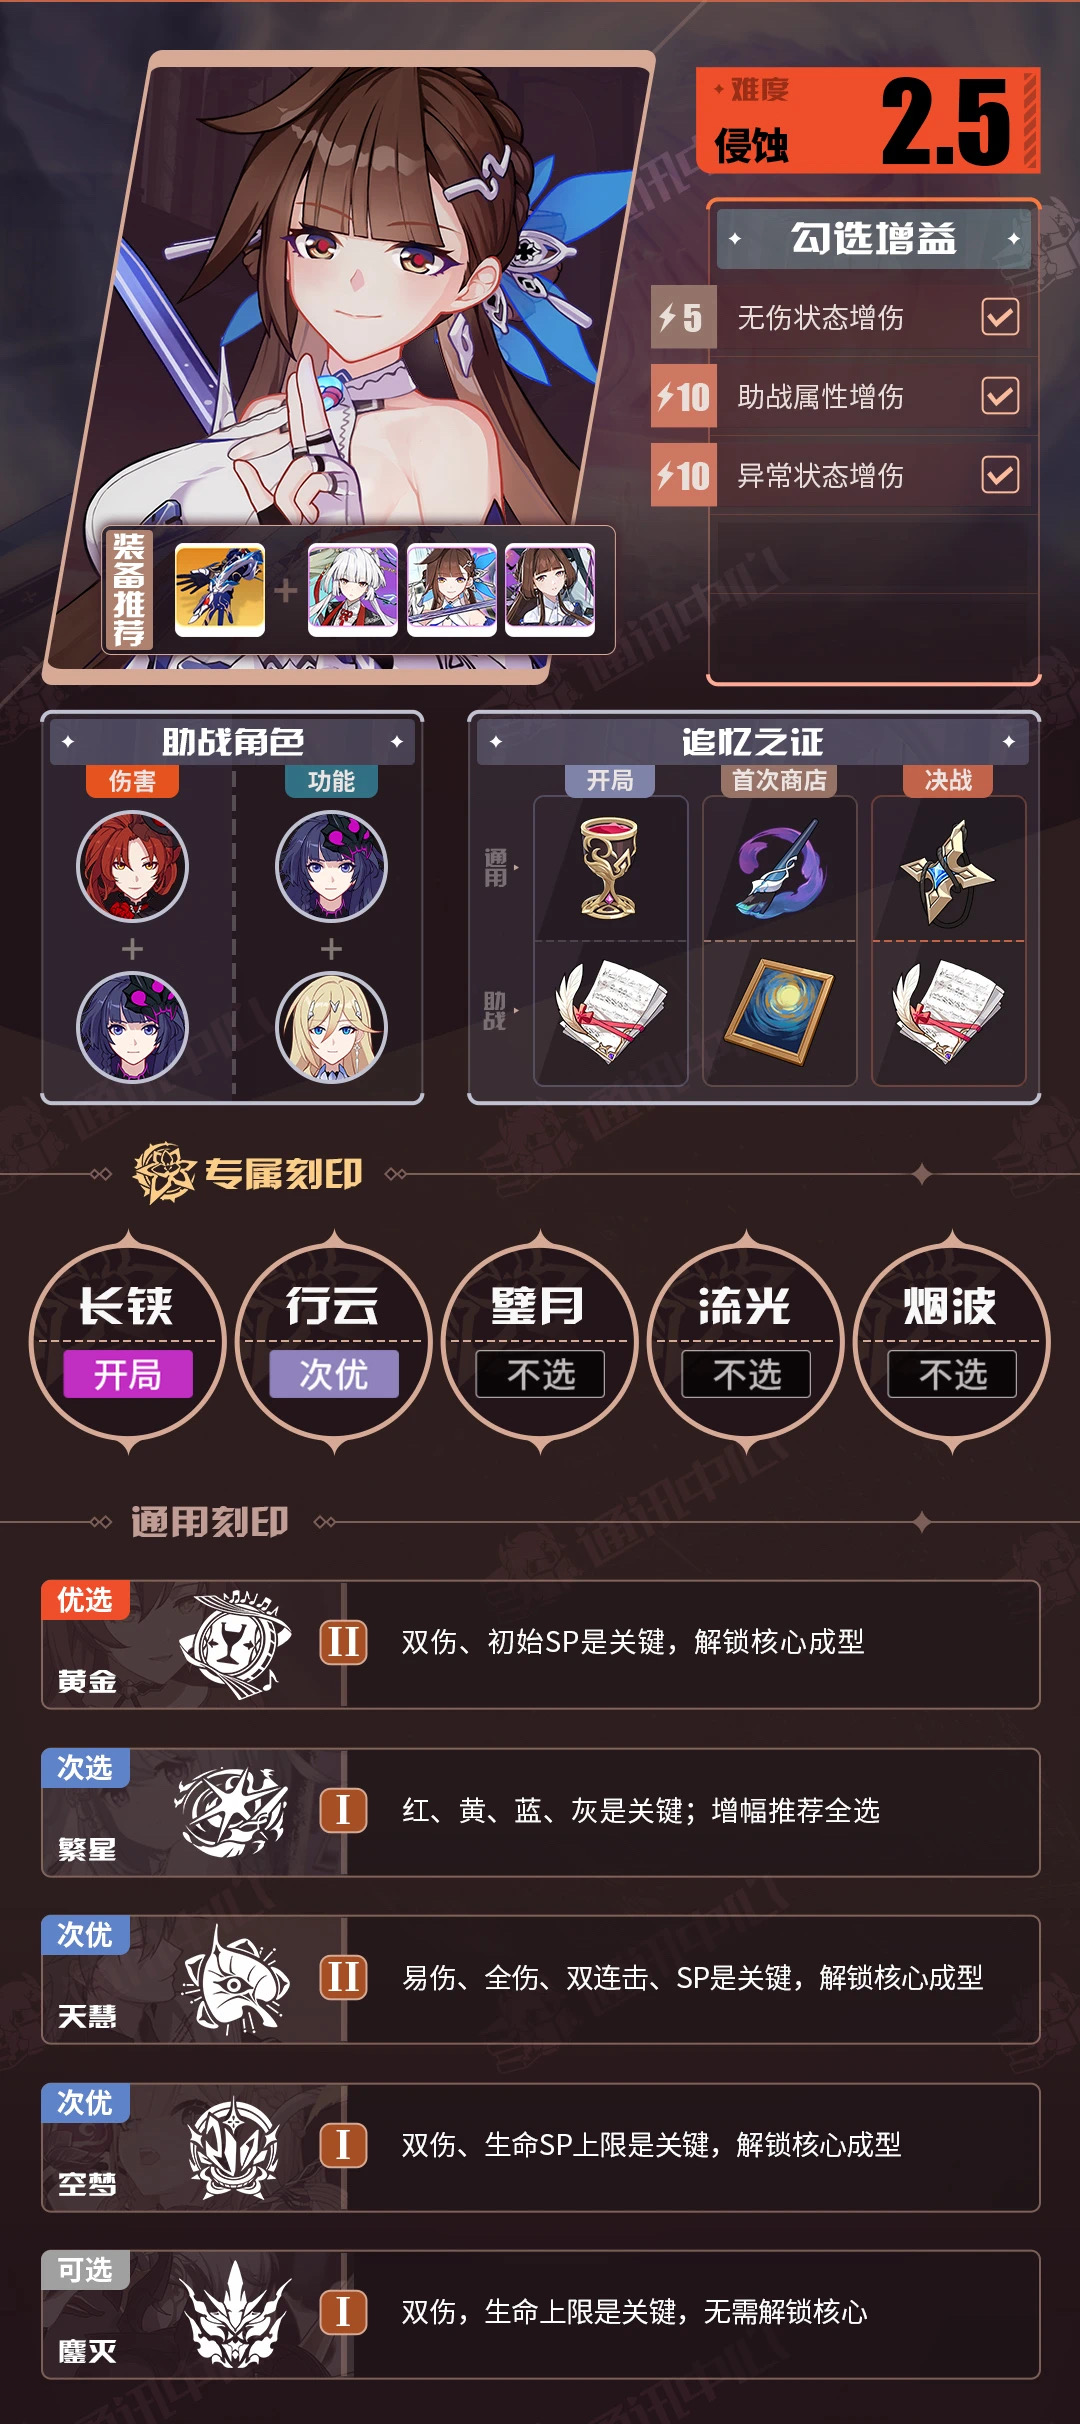 难度
侵蚀
2.5
勾选增益
5 无伤状态增伤
10 助战属性增伤
10 异常状态增伤
装备推荐
助战角色
伤害 功能
追忆之证
开局 首次商店 决战
通用
助战
专属刻印
长铗 行云 璧月 流光 烟波
开局 次优 不选 不选 不选
通用刻印
优选
黄金
II
双伤、初始SP是关键，解锁核心成型
次选
繁星
I
红、黄、蓝、灰是关键；增幅推荐全选
次优
天慧
II
易伤、全伤、双连击、SP是关键，解锁核心成型
次优
空梦
I
双伤、生命SP上限是关键，解锁核心成型
可选
鏖灭
I
双伤，生命上限是关键，无需解锁核心
通讯中心